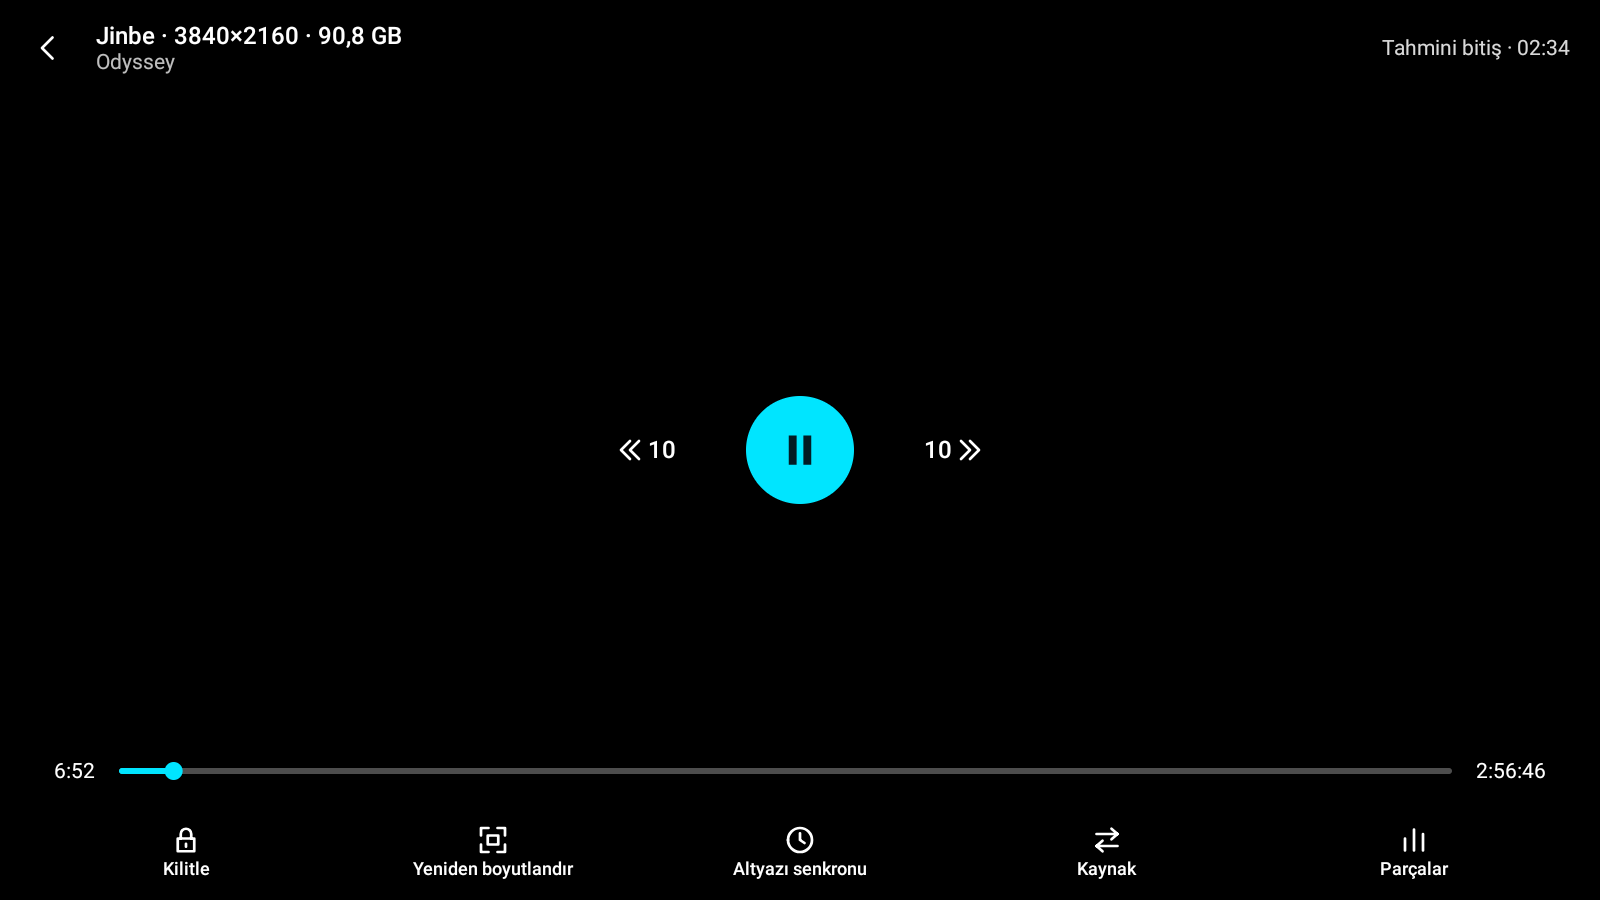 Jinbe · 3840×2160 · 90,8 GB
Odyssey
Tahmini bitiş · 02:34
10
10
6:52
2:56:46
Kilitle
Yeniden boyutlandır
Altyazı senkronu
Kaynak
Parçalar